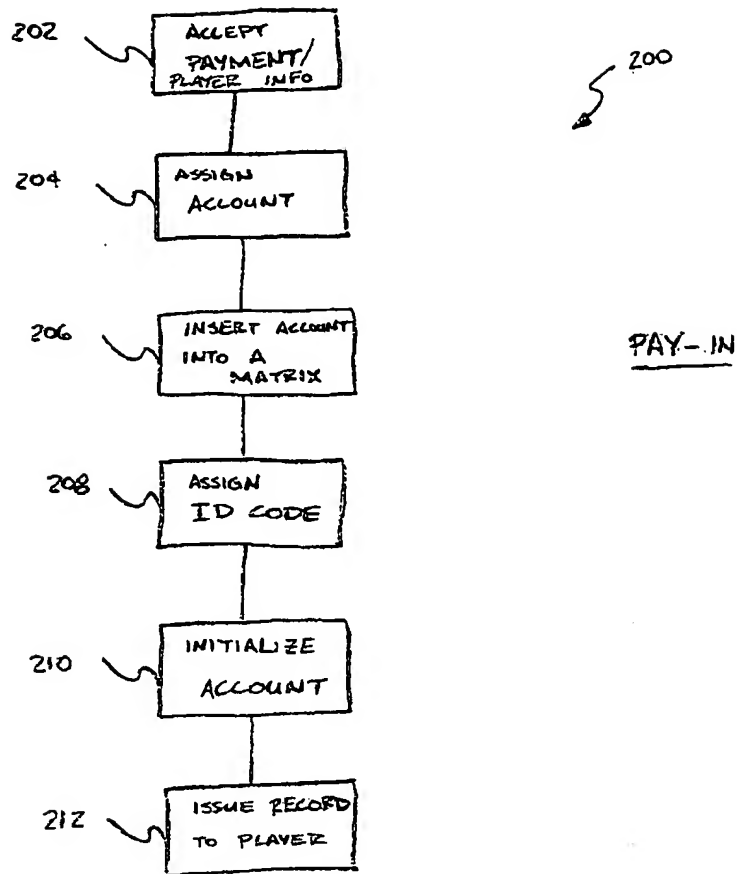 202
ACCEPT
PAYMENT/
PLAYER INFO
200
204
ASSIGN
ACCOUNT
206
INSERT ACCOUNT
INTO A
MATRIX
PAY-IN
208
ASSIGN
ID CODE
210
INITIALIZE
ACCOUNT
212
ISSUE RECORD
TO PLAYER